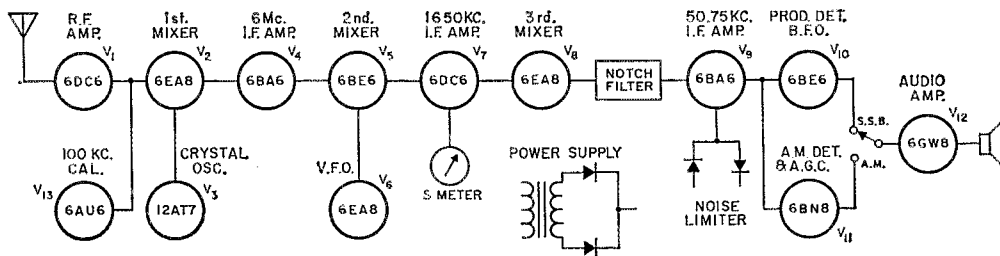 R.F. AMP.
V1
6DC6
1st. MIXER
V2
6EA8
6Mc. I.F. AMP.
V4
6BA6
2nd. MIXER
V5
6BE6
1650KC. I.F. AMP.
V7
6DC6
3rd. MIXER
V8
6EA8
NOTCH FILTER
50.75KC. I.F. AMP.
V9
6BA6
PROD. DET. B.F.O.
V10
6BE6
S.S.B.
A.M.
AUDIO AMP.
V12
6GW8
100 KC. CAL.
V13
6AU6
CRYSTAL OSC.
V3
12AT7
V.F.O.
V6
6EA8
S METER
POWER SUPPLY
NOISE LIMITER
A.M. DET. & A.G.C.
6BN8
V11